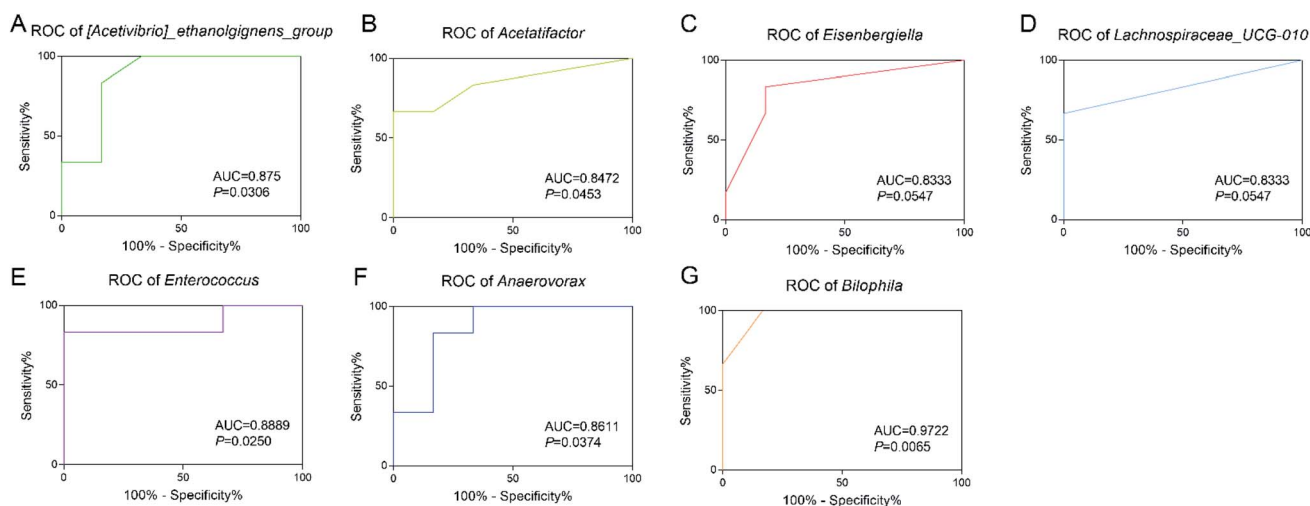 A
ROC of [Acetivibrio]_ethanolgignens_group
100
50
0
Sensitivity%
AUC=0.875
P=0.0306
0 50 100
100% - Specificity%
B
ROC of Acetatifactor
100
50
0
Sensitivity%
AUC=0.8472
P=0.0453
0 50 100
100% - Specificity%
C
ROC of Eisenbergiella
100
50
0
Sensitivity%
AUC=0.8333
P=0.0547
0 50 100
100% - Specificity%
D
ROC of Lachnospiraceae_UCG-010
100
50
0
Sensitivity%
AUC=0.8333
P=0.0547
0 50 100
100% - Specificity%
E
ROC of Enterococcus
100
50
0
Sensitivity%
AUC=0.8889
P=0.0250
0 50 100
100% - Specificity%
F
ROC of Anaerovorax
100
50
0
Sensitivity%
AUC=0.8611
P=0.0374
0 50 100
100% - Specificity%
G
ROC of Bilophila
100
50
0
Sensitivity%
AUC=0.9722
P=0.0065
0 50 100
100% - Specificity%